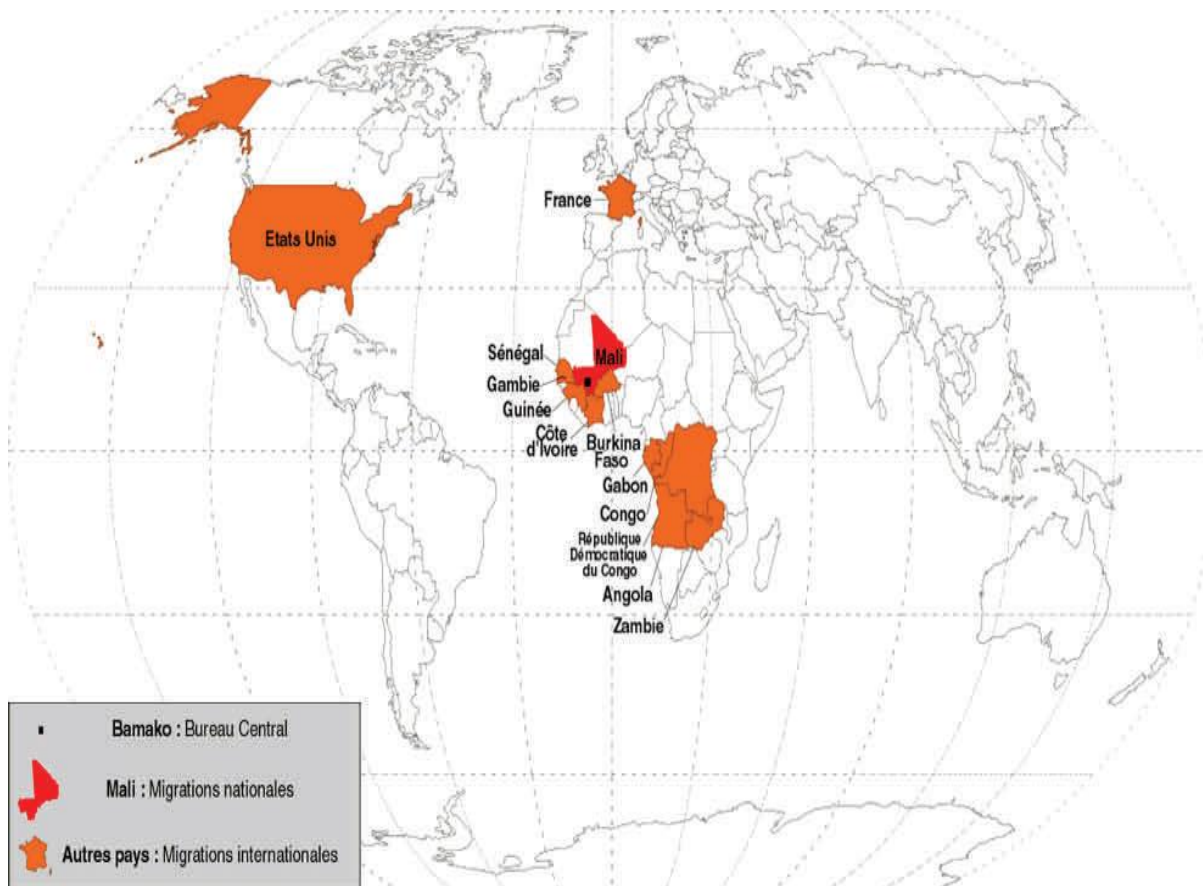 France
Etats Unis
Sénégal
Mali
Gambie
Guinée
Côte
d'Ivoire
Burkina
Faso
Gabon
Congo
République
Démocratique
du Congo
Angola
Zambie
Bamako : Bureau Central
Mali : Migrations nationales
Autres pays : Migrations internationales